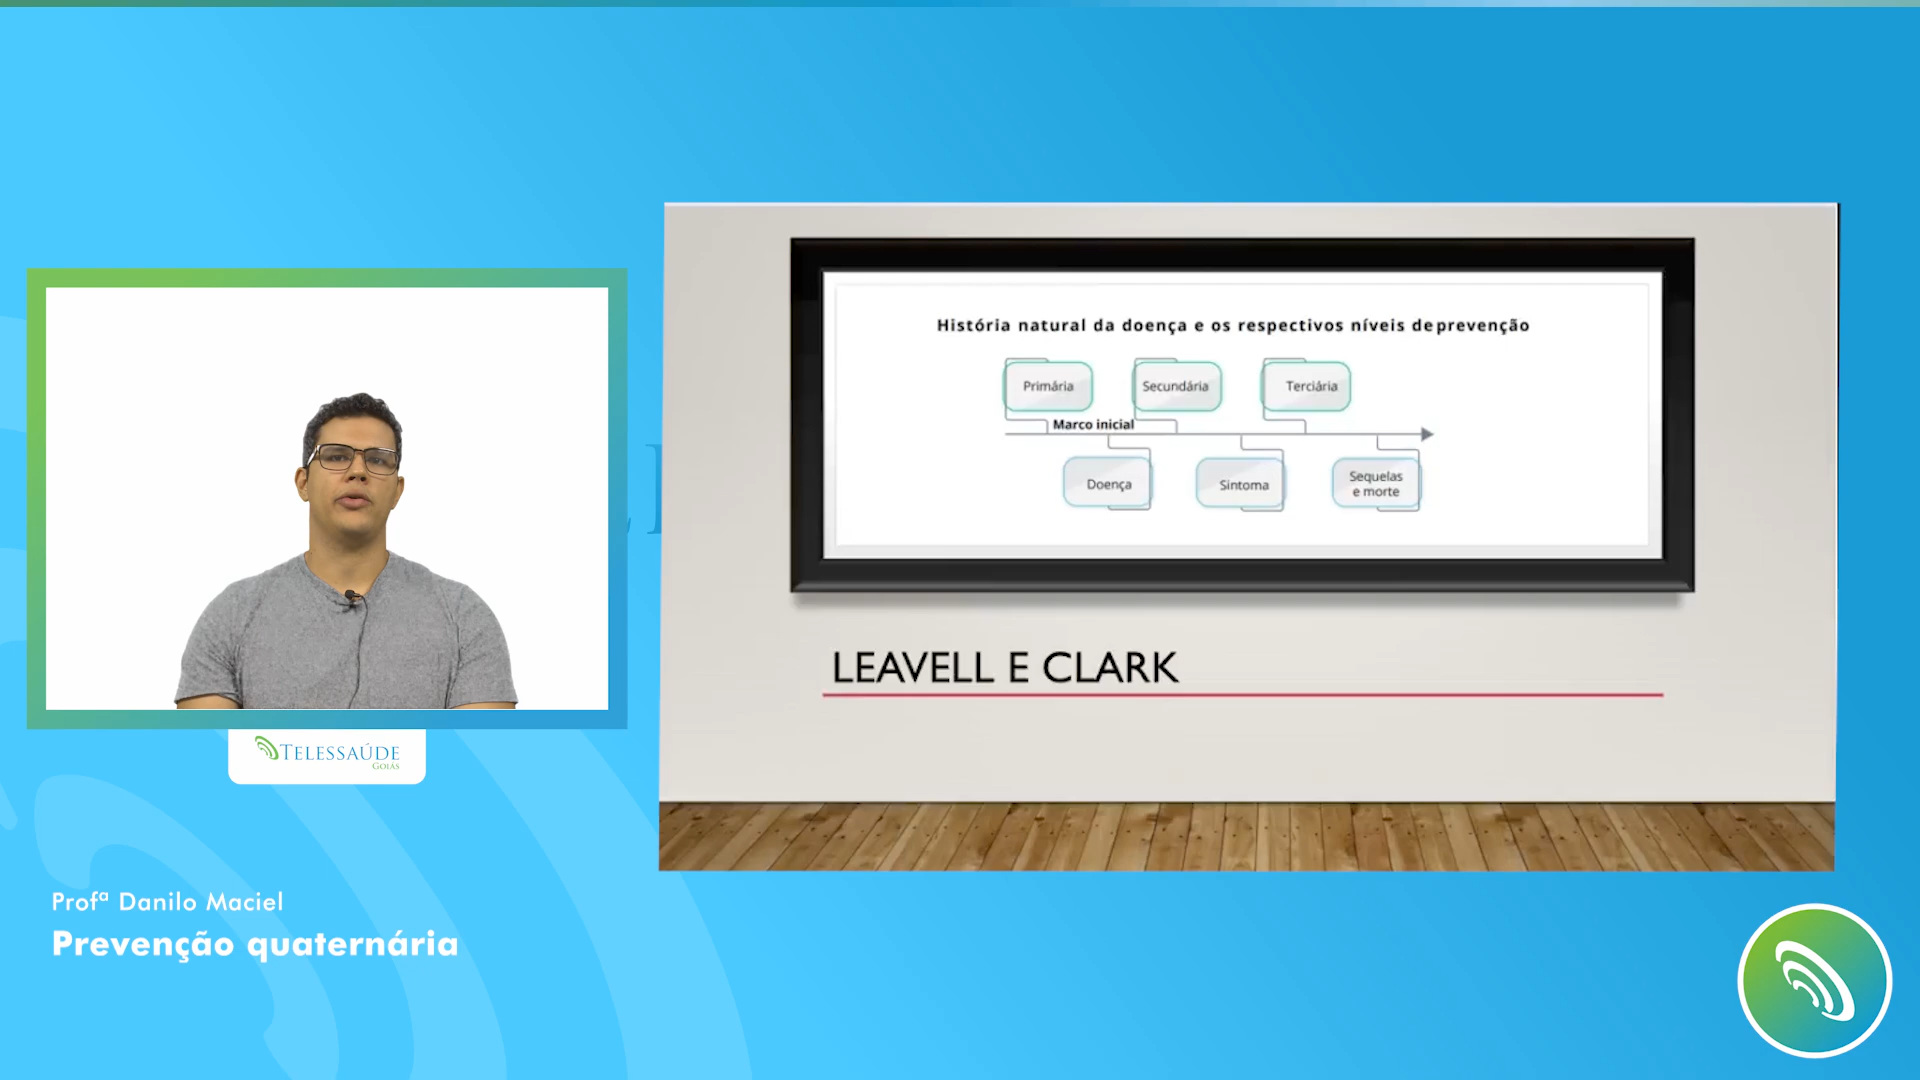 História natural da doença e os respectivos níveis deprevenção
Primária
Secundária
Terciária
Marco inicial
Doença
Sintoma
Sequelas
e morte
LEAVELL E CLARK
TELESSAÚDE
GOIÁS
Profª Danilo Maciel
Prevenção quaternária